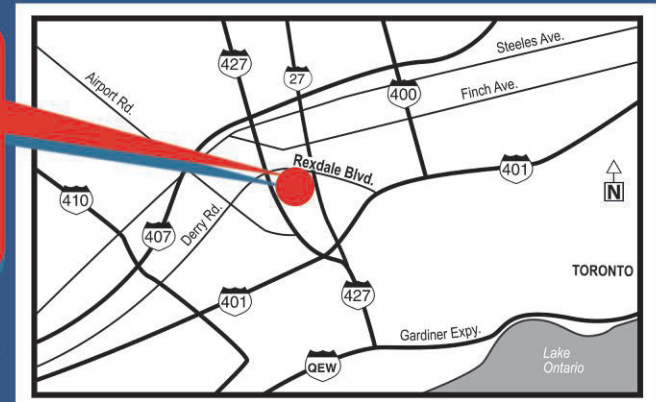 Steeles Ave.
427
27
Airport Rd.
400
Finch Ave.
Rexdale Blvd.
401
410
N
Derry Rd.
407
TORONTO
401
427
Gardiner Expy.
Lake
Ontario
QEW